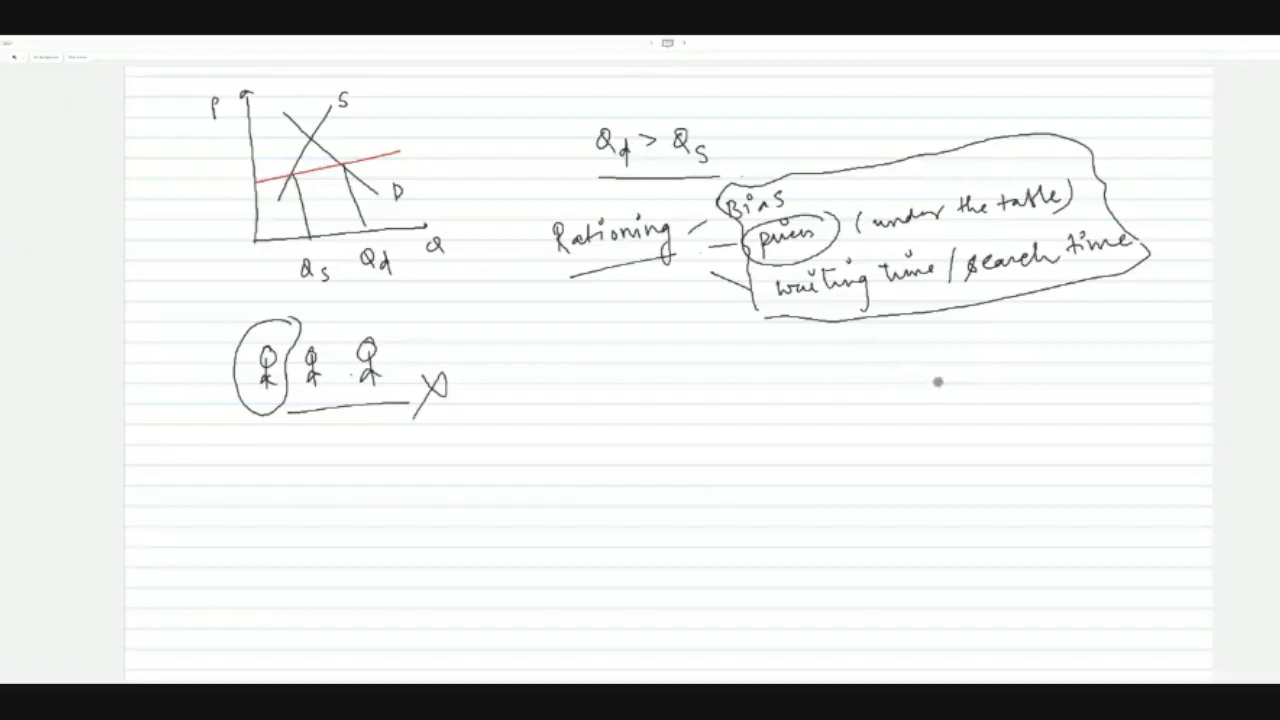 P
S
D
Q
Qs
Qd
Qd > Qs
Rationing
Bias
prices (under the table)
waiting time / search time